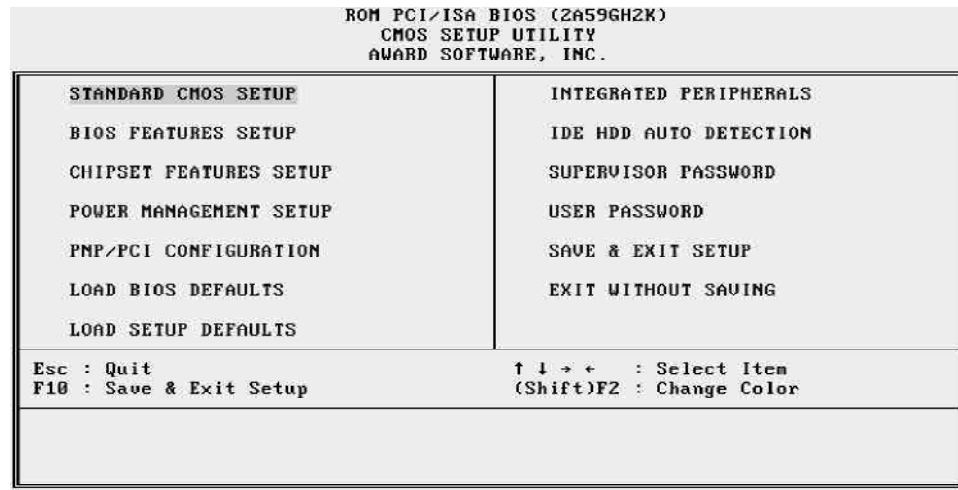 ROM PCI/ISA BIOS (2A59GH2K)
CMOS SETUP UTILITY
AWARD SOFTWARE, INC.
STANDARD CMOS SETUP
BIOS FEATURES SETUP
CHIPSET FEATURES SETUP
POWER MANAGEMENT SETUP
PNP/PCI CONFIGURATION
LOAD BIOS DEFAULTS
LOAD SETUP DEFAULTS
INTEGRATED PERIPHERALS
IDE HDD AUTO DETECTION
SUPERVISOR PASSWORD
USER PASSWORD
SAVE & EXIT SETUP
EXIT WITHOUT SAVING
Esc : Quit
F10 : Save & Exit Setup
↑ ↓ → ← : Select Item
(Shift)F2 : Change Color